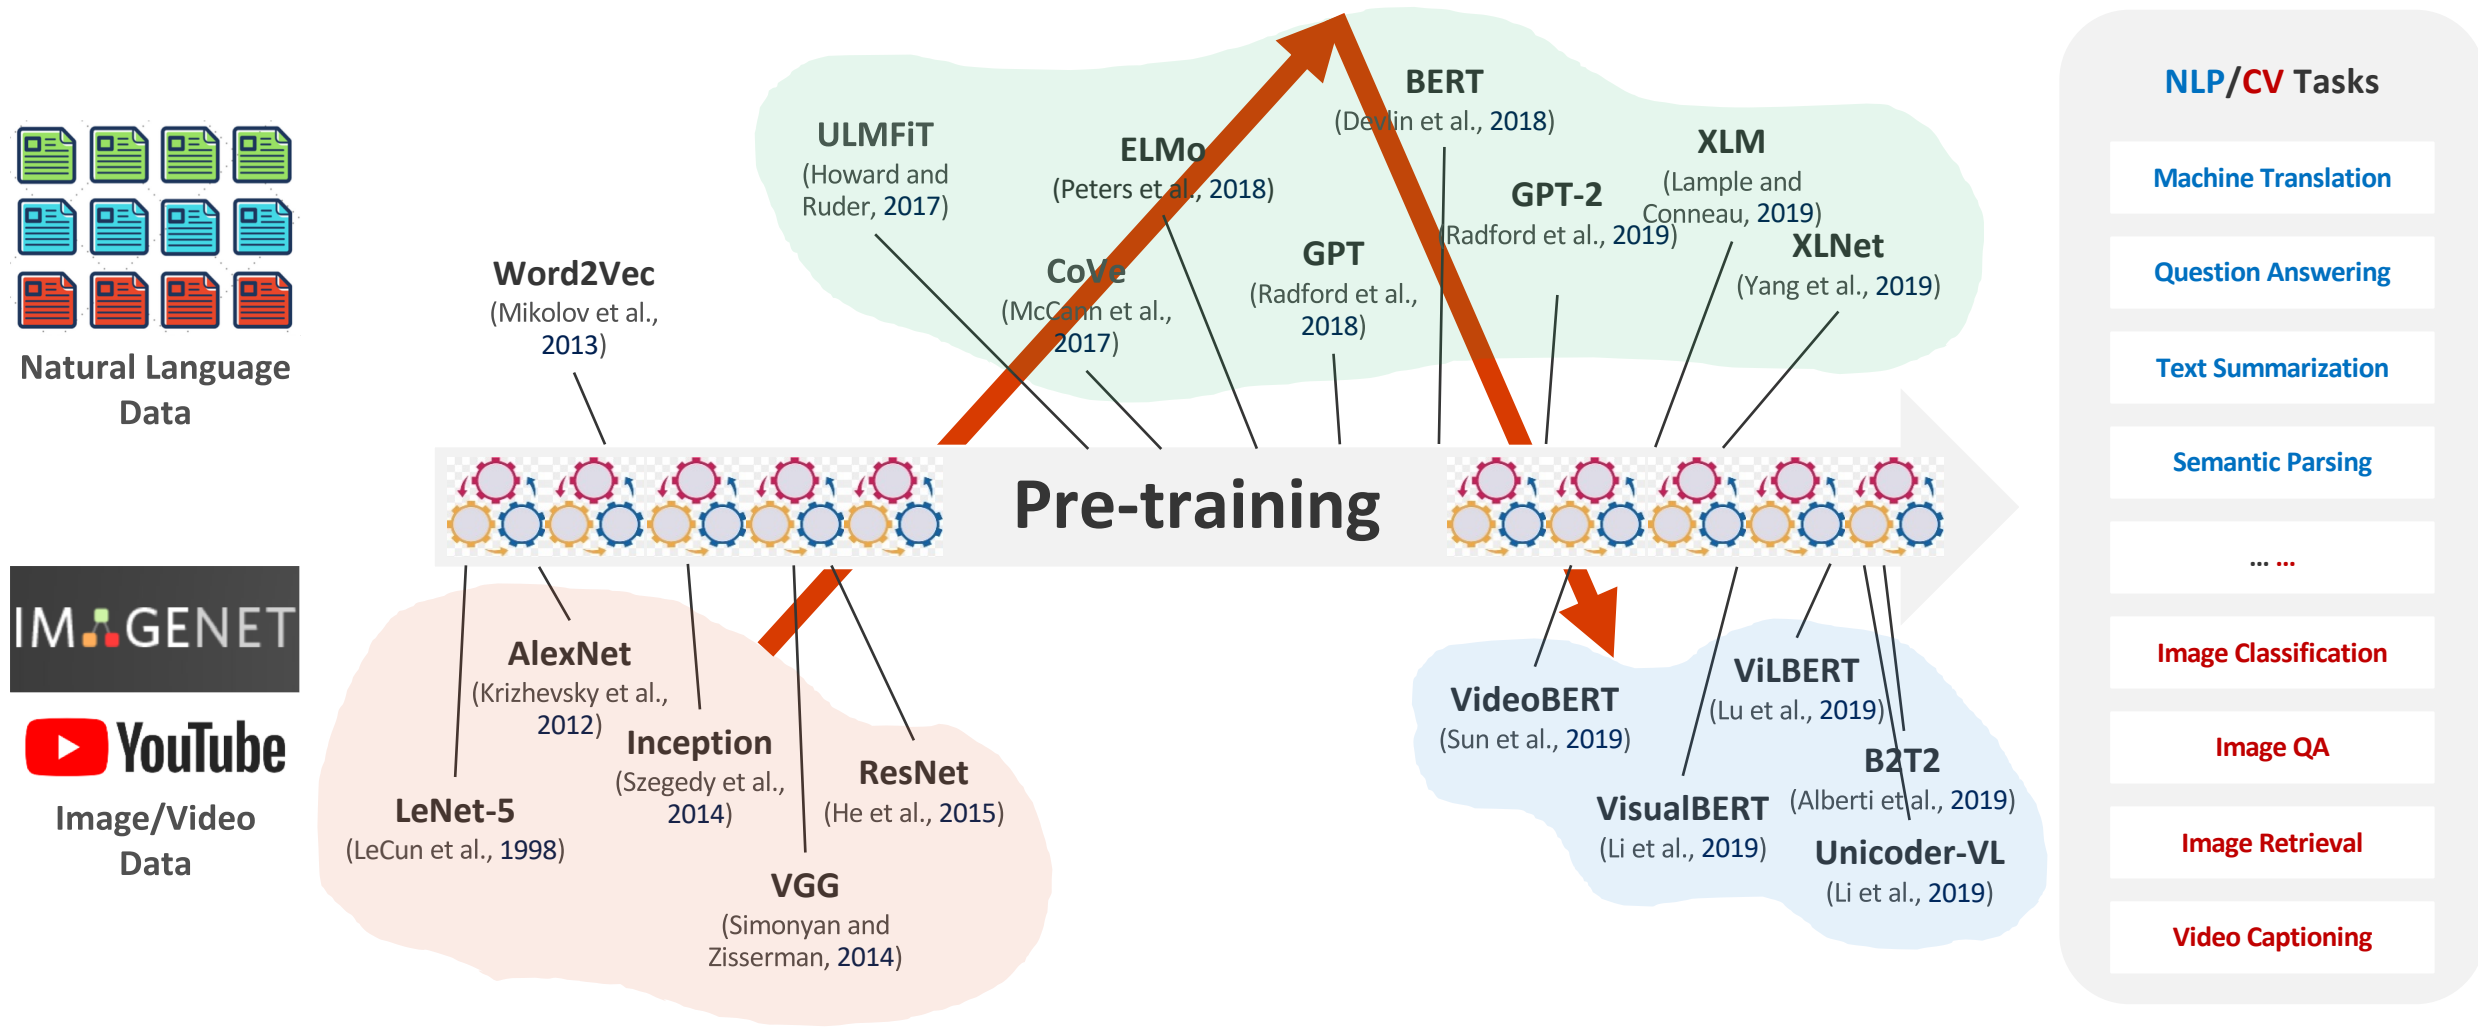 Natural Language
Data
IMAGENET
YouTube
Image/Video
Data
Word2Vec
(Mikolov et al.,
2013)
ULMFiT
(Howard and
Ruder, 2017)
ELMo
(Peters et al., 2018)
CoVe
(McCann et al.,
2017)
GPT
(Radford et al.,
2018)
BERT
(Devlin et al., 2018)
GPT-2
(Radford et al., 2019)
XLM
(Lample and
Conneau, 2019)
XLNet
(Yang et al., 2019)
Pre-training
LeNet-5
(LeCun et al., 1998)
AlexNet
(Krizhevsky et al.,
2012)
Inception
(Szegedy et al.,
2014)
VGG
(Simonyan and
Zisserman, 2014)
ResNet
(He et al., 2015)
VideoBERT
(Sun et al., 2019)
VisualBERT
(Li et al., 2019)
ViLBERT
(Lu et al., 2019)
B2T2
(Alberti et al., 2019)
Unicoder-VL
(Li et al., 2019)
NLP/CV Tasks
Machine Translation
Question Answering
Text Summarization
Semantic Parsing
... ...
Image Classification
Image QA
Image Retrieval
Video Captioning